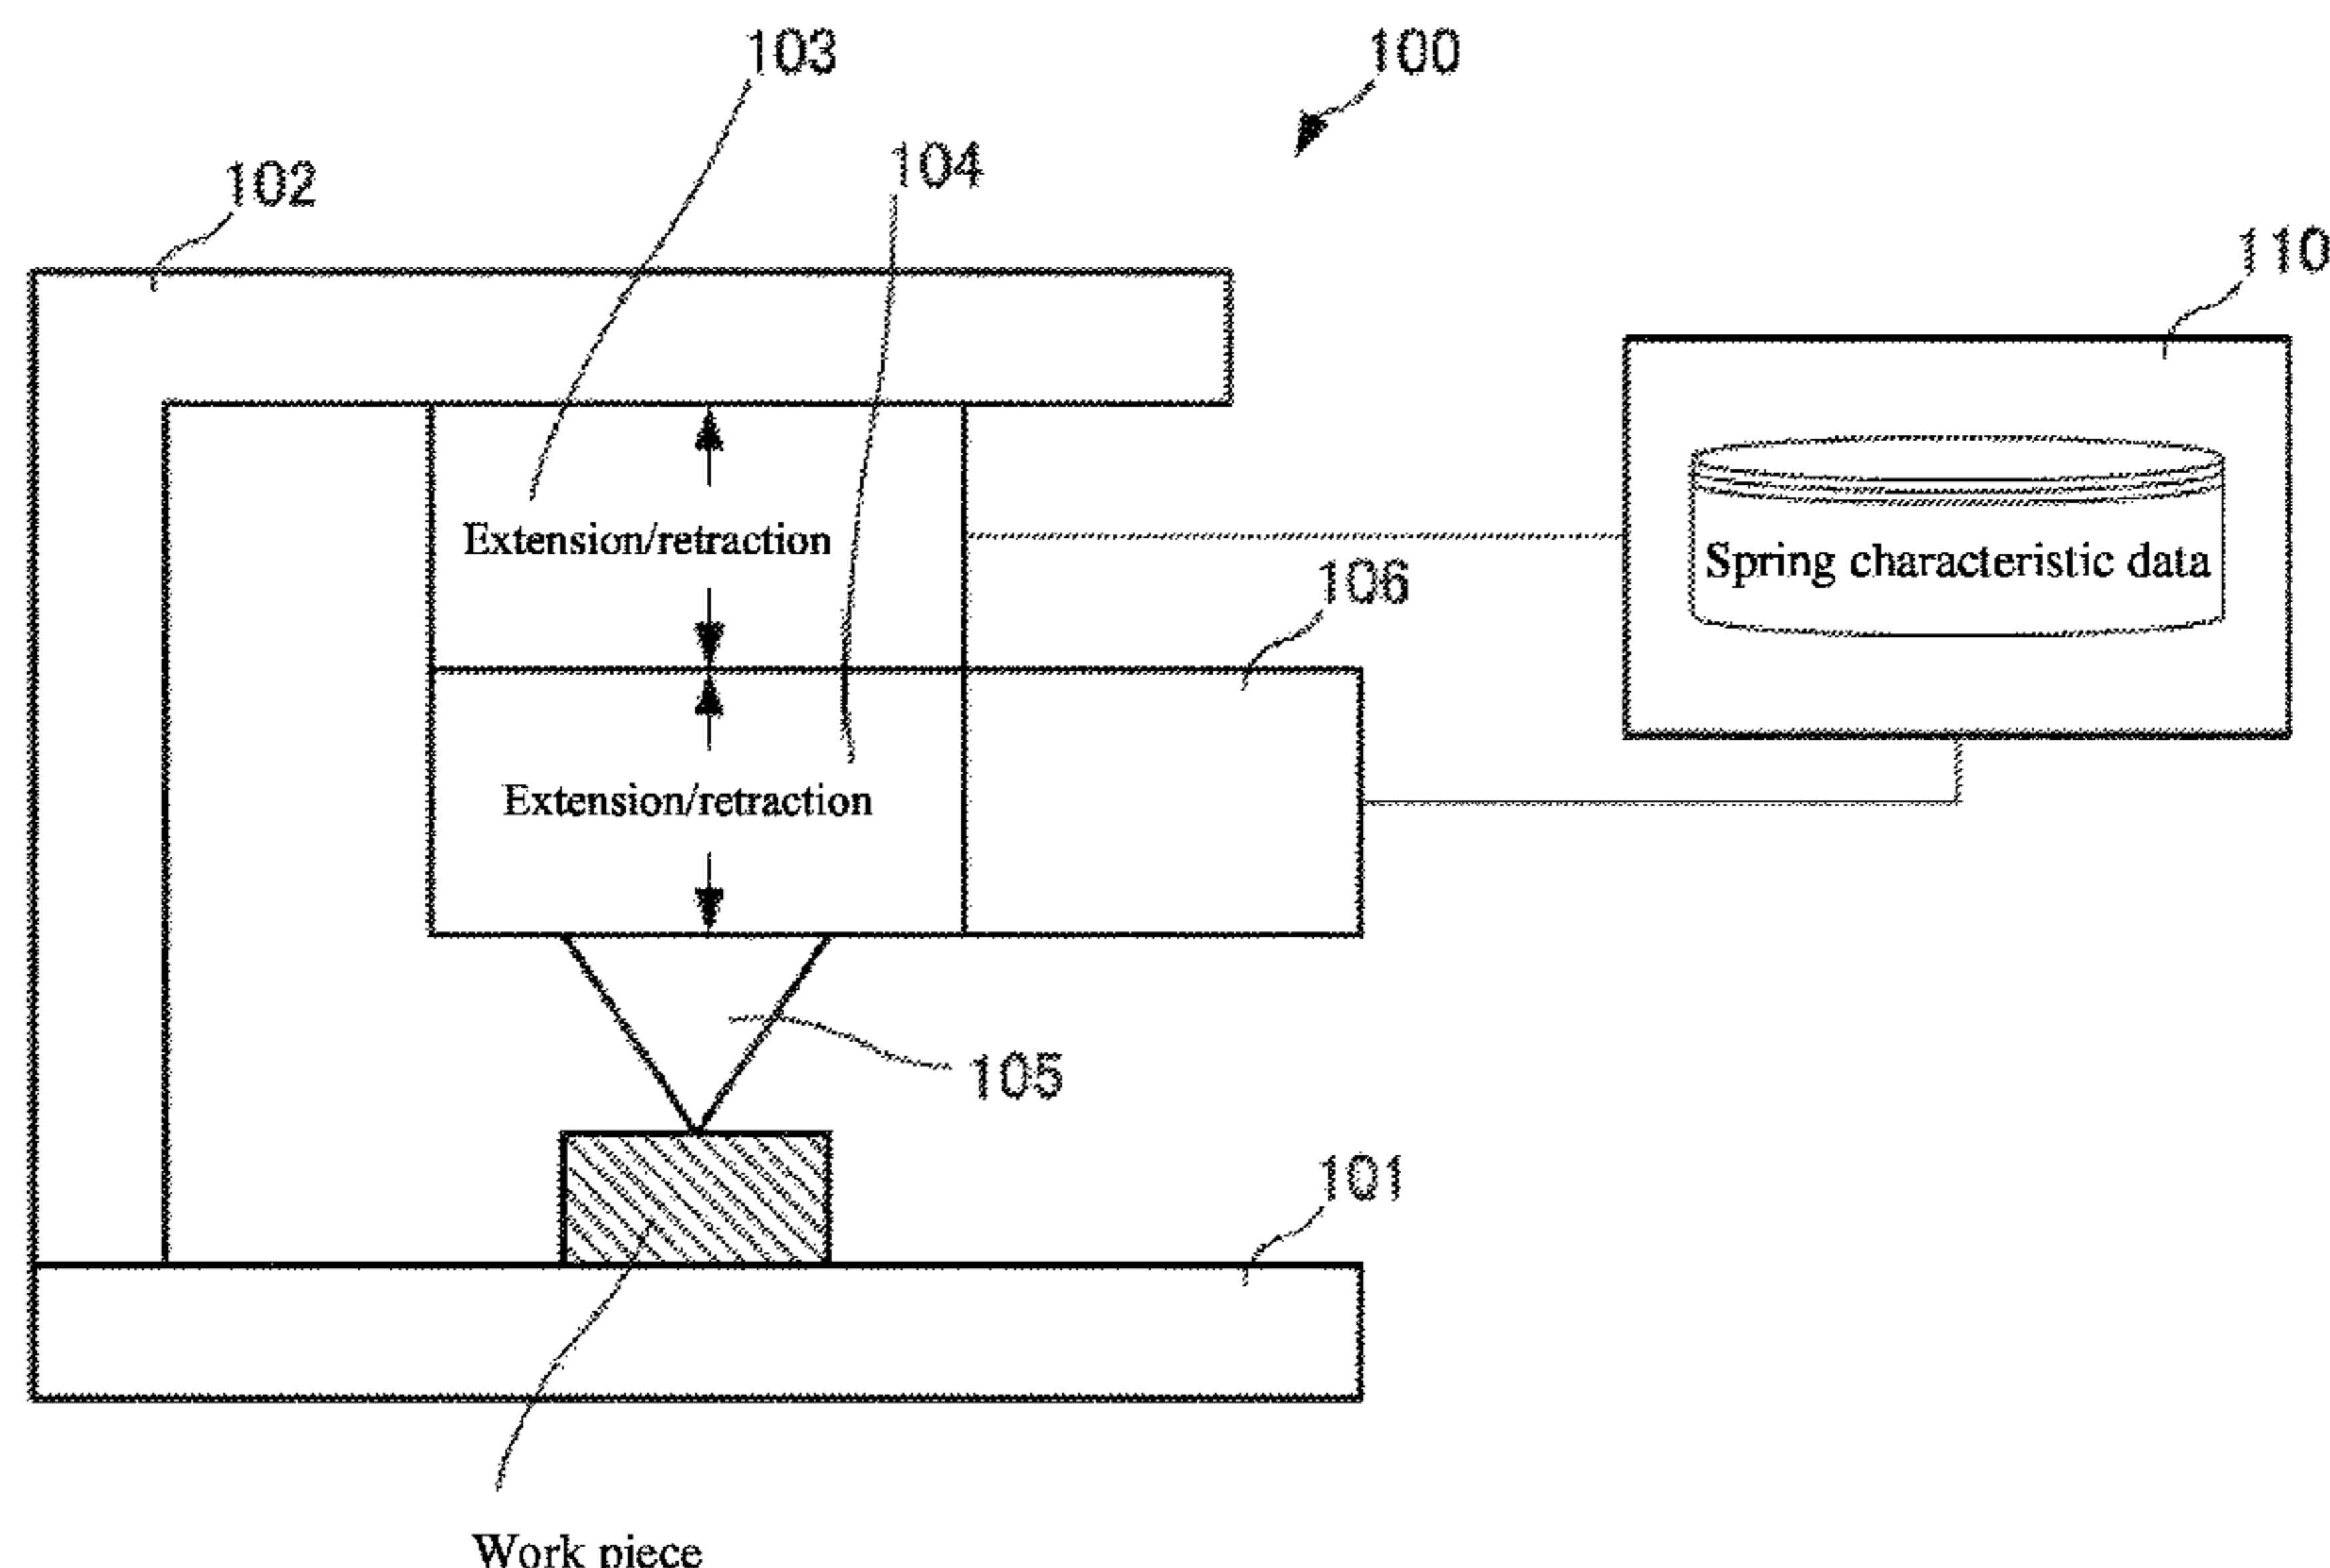 103
100
104
102
110
Extension/retraction
Spring characteristic data
106
Extension/retraction
105
101
Work piece